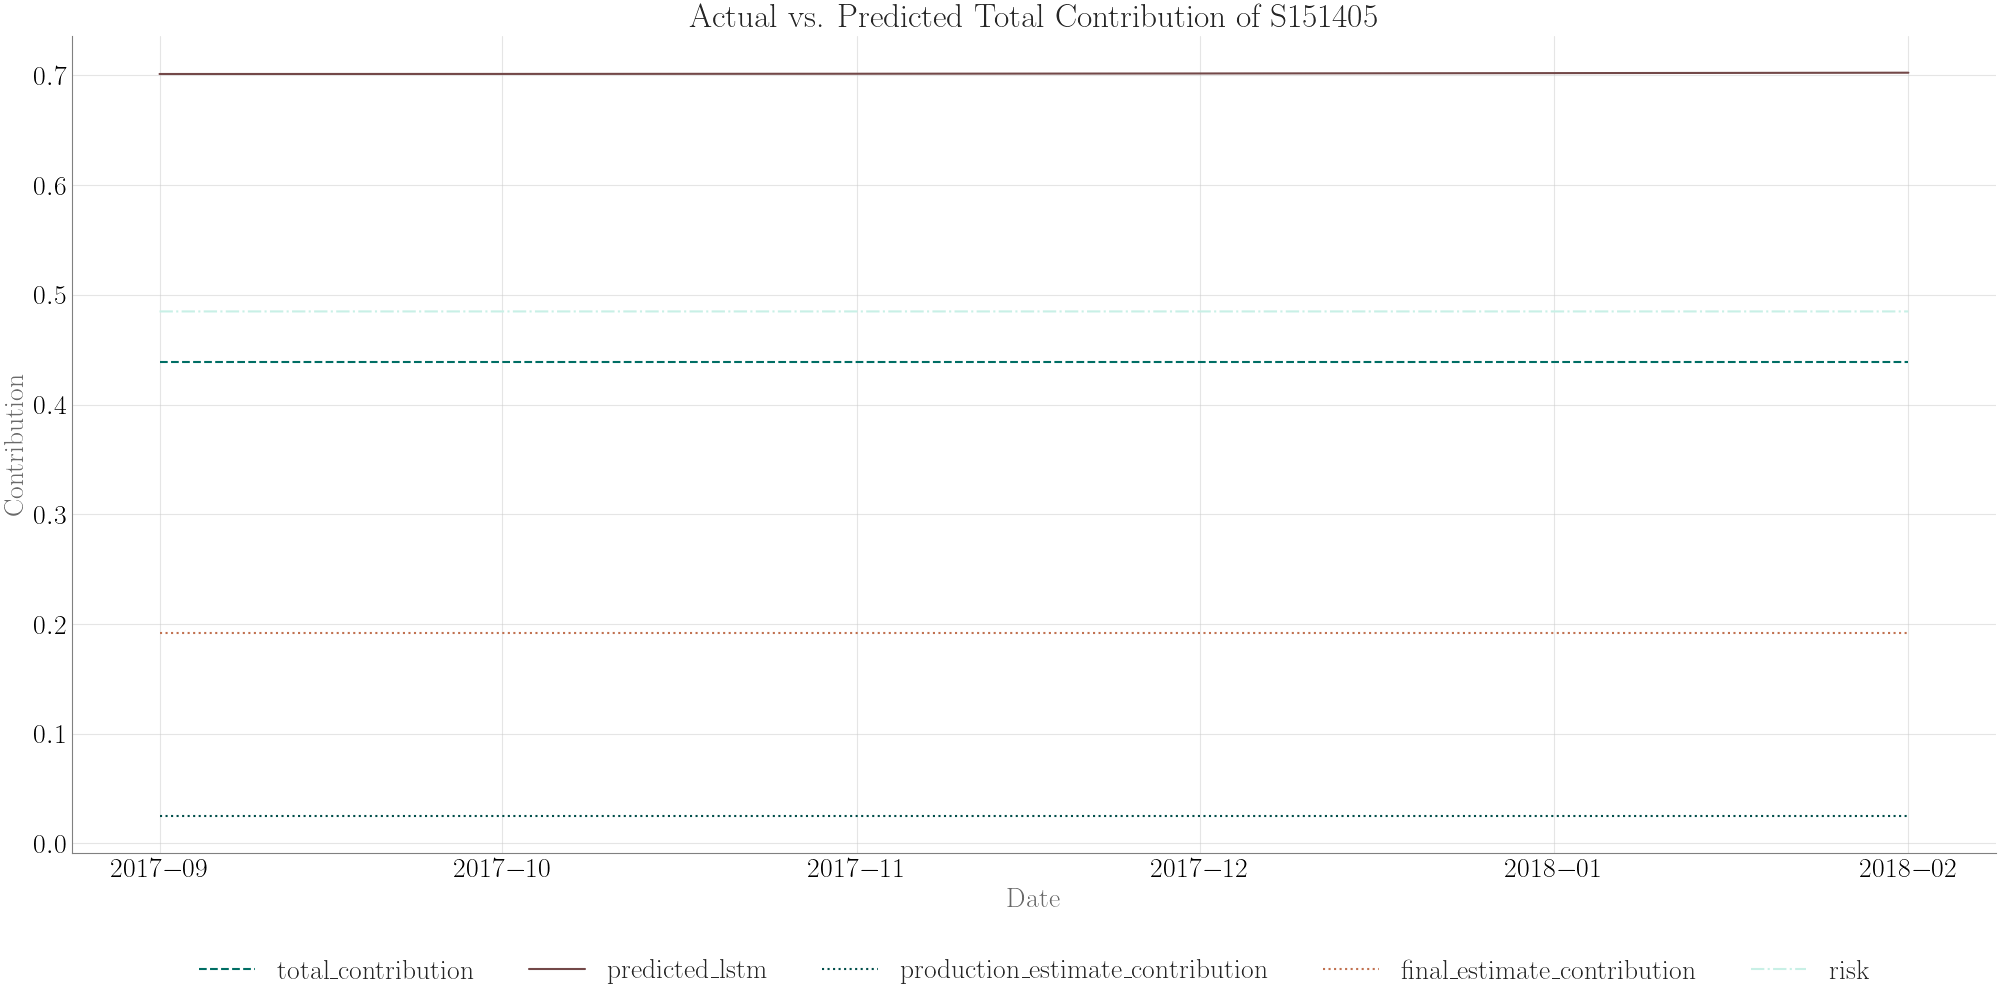 Actual vs. Predicted Total Contribution of S151405
Contribution
0.7
0.6
0.5
0.4
0.3
0.2
0.1
0.0
2017–09 2017–10 2017–11 2017–12 2018–01 2018–02
Date
total_contribution predicted_lstm production_estimate_contribution final_estimate_contribution risk